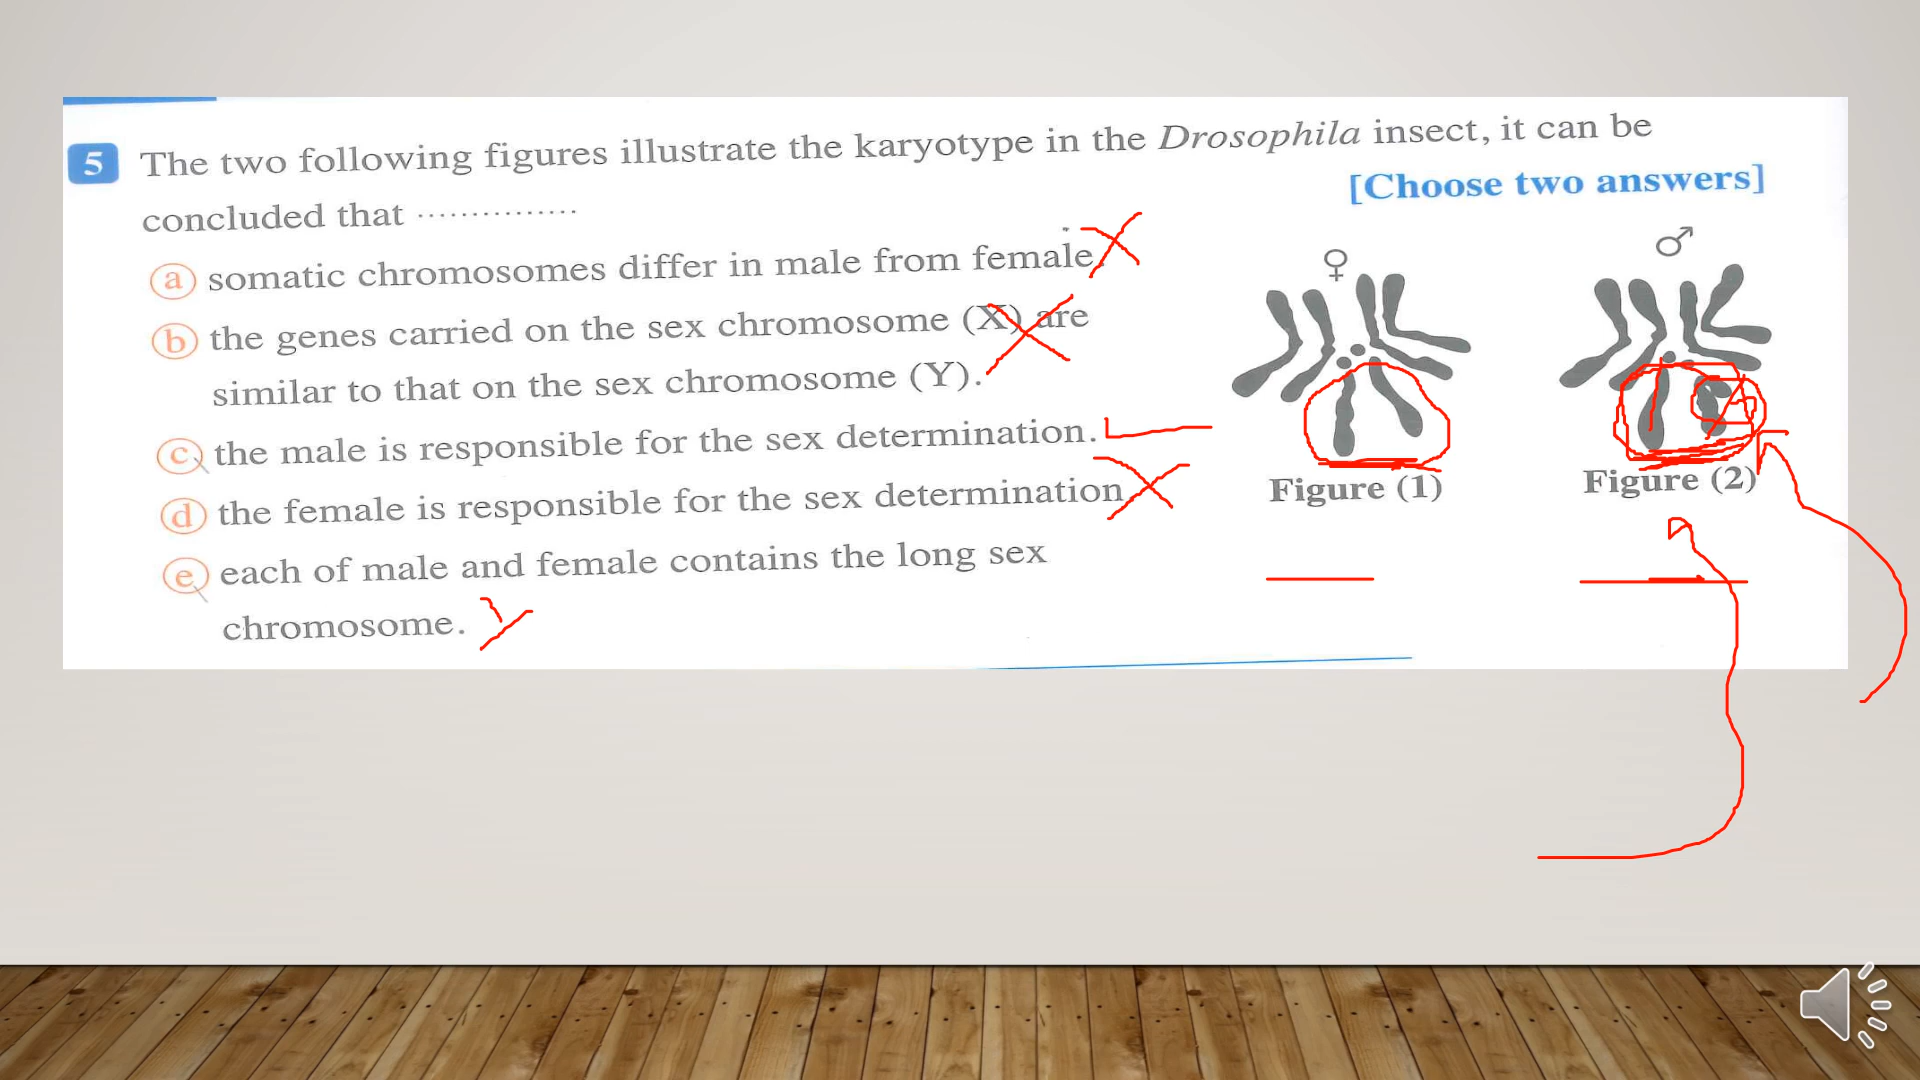 5 The two following figures illustrate the karyotype in the Drosophila insect, it can be
concluded that ............... [Choose two answers]
a somatic chromosomes differ in male from female.
b the genes carried on the sex chromosome (X) are
similar to that on the sex chromosome (Y).
c the male is responsible for the sex determination.
d the female is responsible for the sex determination.
e each of male and female contains the long sex
chromosome.
♀ ♂
Figure (1) Figure (2)